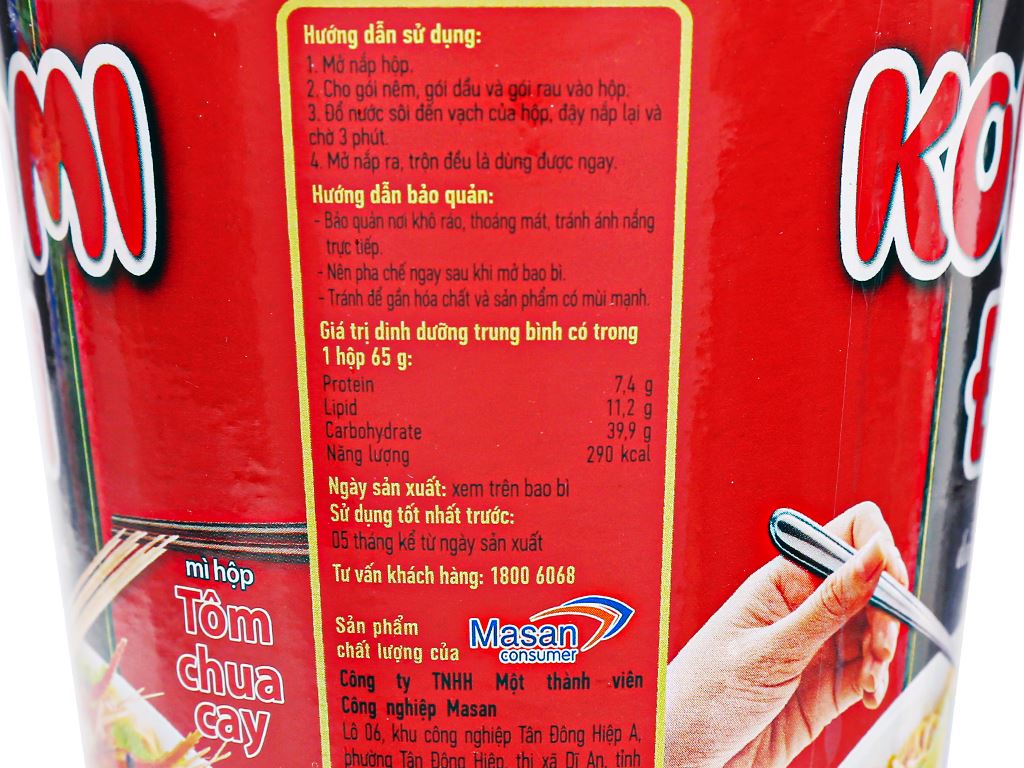 Hướng dẫn sử dụng:
1. Mở nắp hộp.
2. Cho gói nêm, gói dầu và gói rau vào hộp.
3. Đổ nước sôi đến vạch của hộp, đậy nắp lại và
chờ 3 phút.
4. Mở nắp ra, trộn đều là dùng được ngay.
Hướng dẫn bảo quản:
- Bảo quản nơi khô ráo, thoáng mát, tránh ánh nắng
trực tiếp.
- Nên pha chế ngay sau khi mở bao bì.
- Tránh để gần hóa chất và sản phẩm có mùi mạnh.
Giá trị dinh dưỡng trung bình có trong
1 hộp 65 g:
Protein 7,4 g
Lipid 11,2 g
Carbohydrate 39,9 g
Năng lượng 290 kcal
Ngày sản xuất: xem trên bao bì
Sử dụng tốt nhất trước:
05 tháng kể từ ngày sản xuất
Tư vấn khách hàng: 1800 6068
Sản phẩm
chất lượng của
Masan
consumer
Công ty TNHH Một thành viên
Công nghiệp Masan
Lô 06, khu công nghiệp Tân Đông Hiệp A,
phường Tân Đông Hiệp, thị xã Dĩ An, tỉnh
mì hộp
Tôm
chua
cay
MI
KO